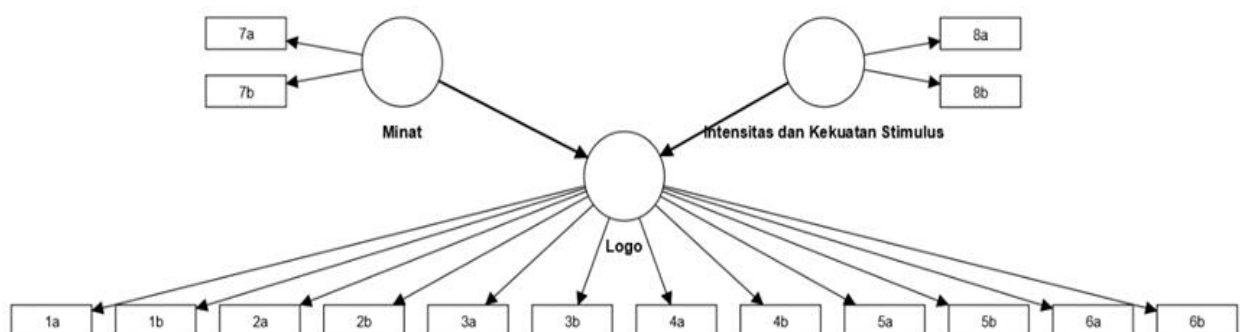 7a
8a
7b
8b
Minat
Intensitas dan Kekuatan Stimulus
Logo
1a 1b 2a 2b 3a 3b 4a 4b 5a 5b 6a 6b